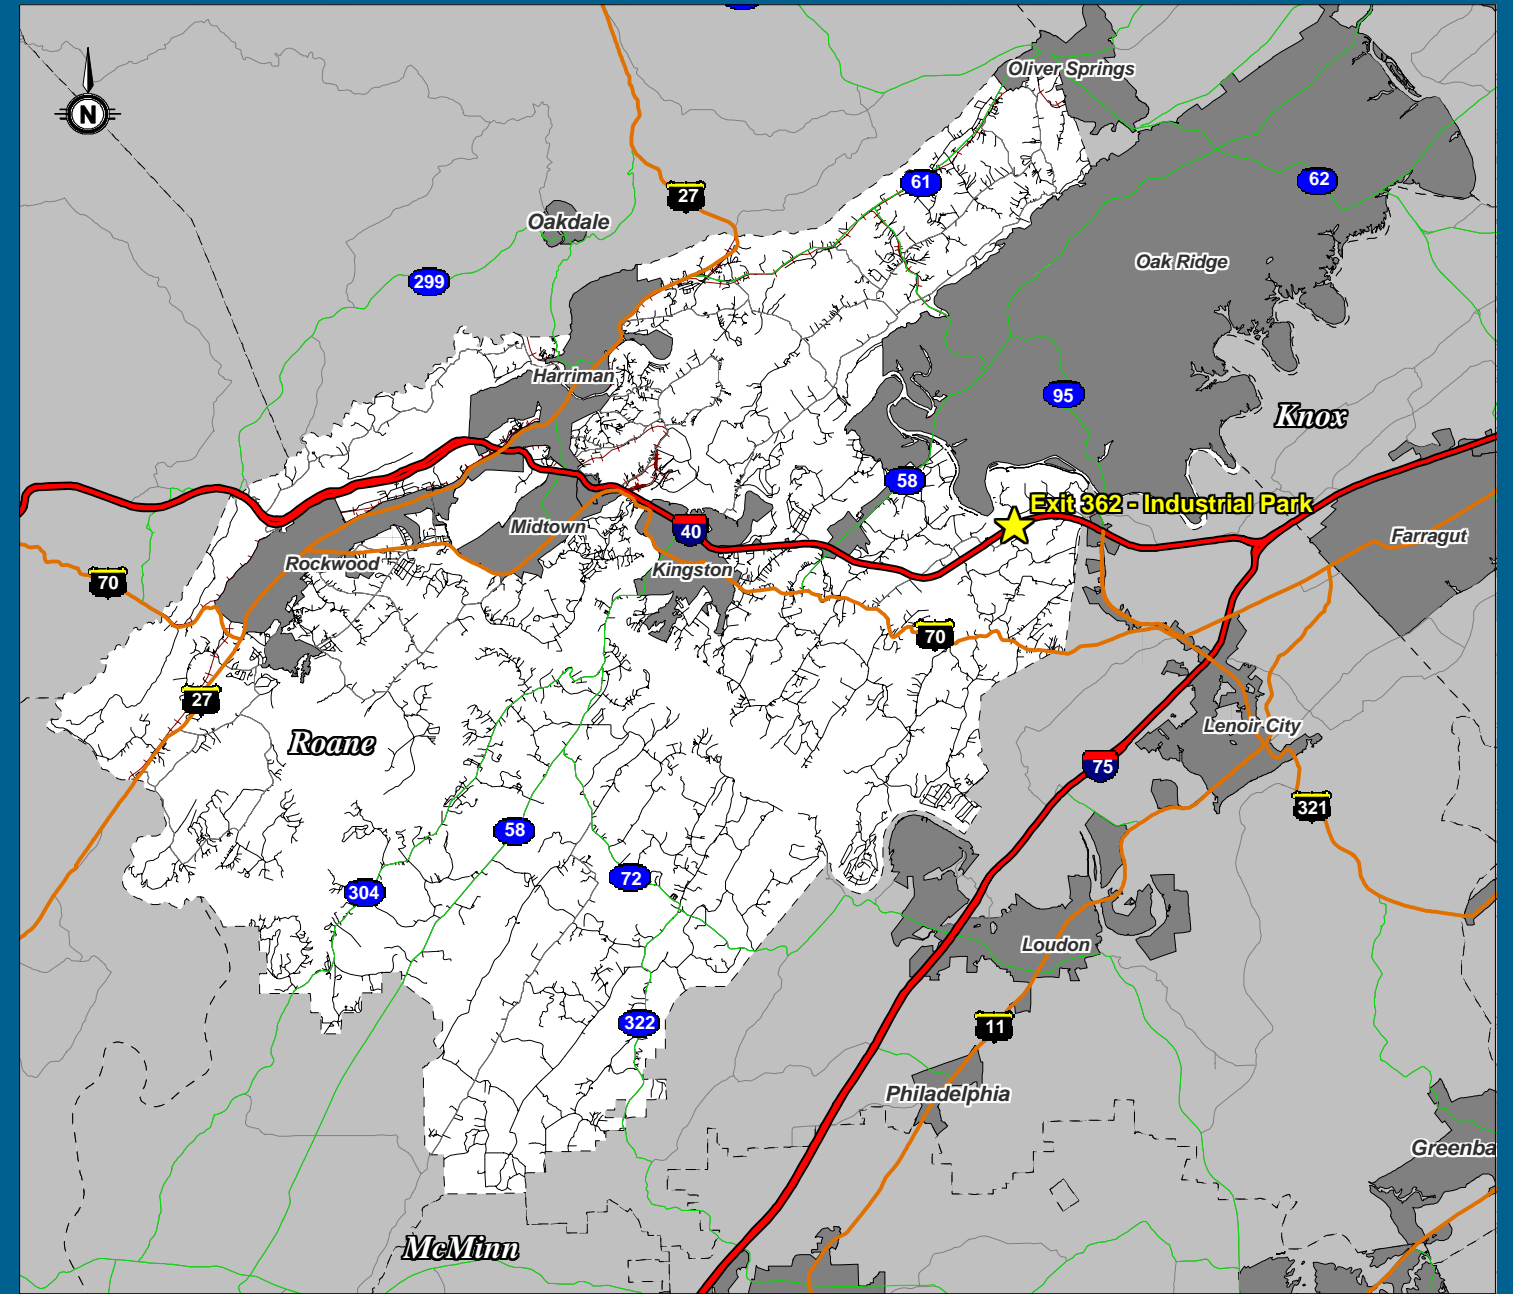 Oliver Springs
N
61
62
27
Oakdale
Oak Ridge
299
Harriman
95
Knox
58
Exit 362 - Industrial Park
Midtown
40
Farragut
Rockwood
Kingston
70
70
27
Roane
Lenoir City
75
321
58
72
304
Loudon
322
11
Philadelphia
Greenba
McMinn